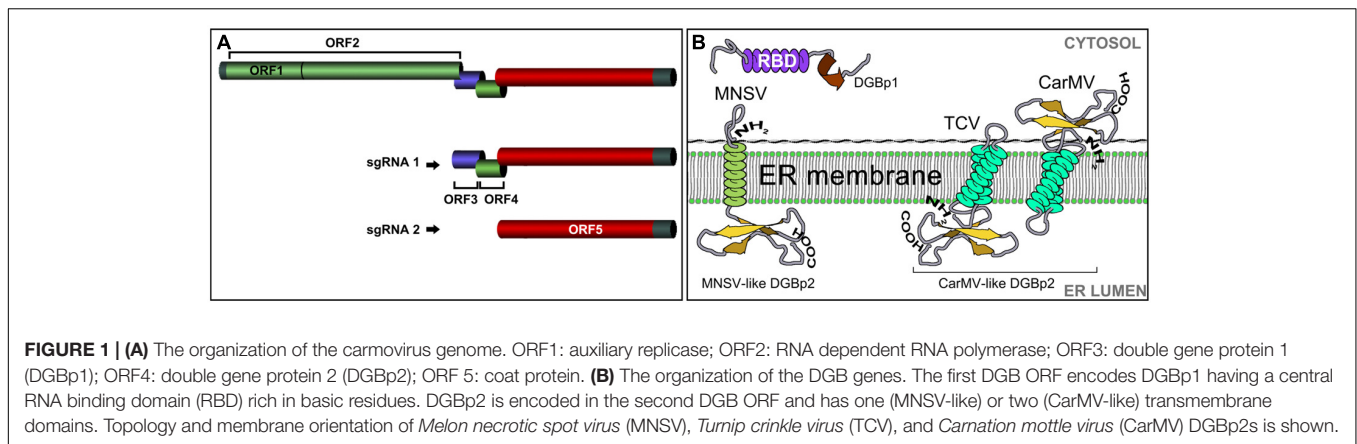 A
ORF2
ORF1
sgRNA 1
ORF3 ORF4
sgRNA 2
ORF5
B
CYTOSOL
RBD
DGBp1
MNSV
NH2
TCV
CarMV
COOH
NH2
ER membrane
NH2
COOH
HOOC
MNSV-like DGBp2
CarMV-like DGBp2
ER LUMEN
FIGURE 1 | (A) The organization of the carmovirus genome. ORF1: auxiliary replicase; ORF2: RNA dependent RNA polymerase; ORF3: double gene protein 1
(DGBp1); ORF4: double gene protein 2 (DGBp2); ORF 5: coat protein. (B) The organization of the DGB genes. The first DGB ORF encodes DGBp1 having a central
RNA binding domain (RBD) rich in basic residues. DGBp2 is encoded in the second DGB ORF and has one (MNSV-like) or two (CarMV-like) transmembrane
domains. Topology and membrane orientation of Melon necrotic spot virus (MNSV), Turnip crinkle virus (TCV), and Carnation mottle virus (CarMV) DGBp2s is shown.